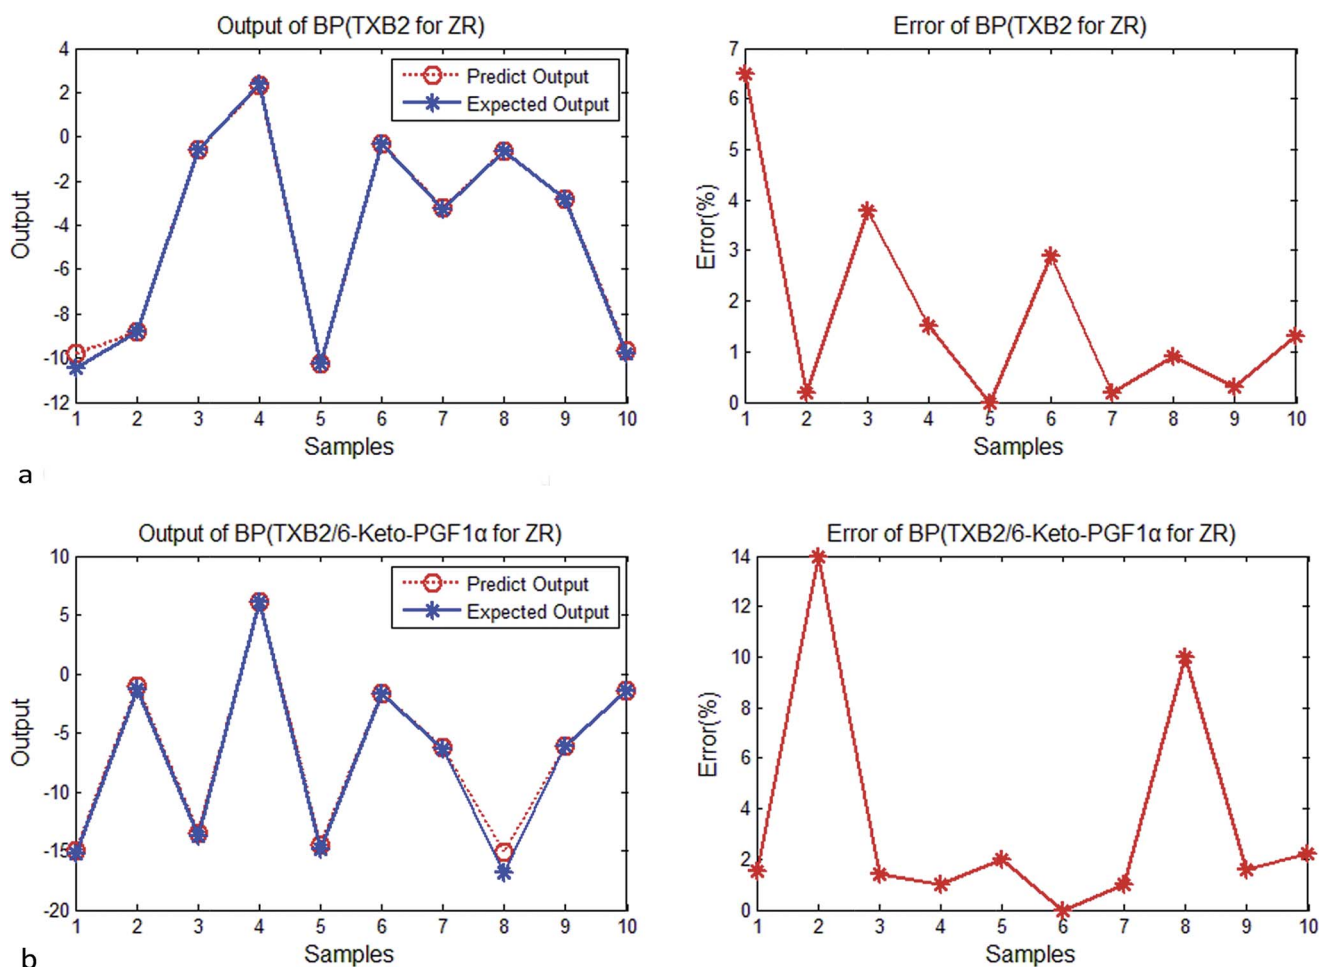 a
Output of BP(TXB2 for ZR)
4
2
0
-2
-4
-6
-8
-10
-12
Output
Predict Output
Expected Output
1 2 3 4 5 6 7 8 9 10
Samples
Error of BP(TXB2 for ZR)
7
6
5
4
3
2
1
0
Error(%)
1 2 3 4 5 6 7 8 9 10
Samples
Output of BP(TXB2/6-Keto-PGF1α for ZR)
10
5
0
-5
-10
-15
-20
Output
Predict Output
Expected Output
1 2 3 4 5 6 7 8 9 10
Samples
Error of BP(TXB2/6-Keto-PGF1α for ZR)
14
12
10
8
6
4
2
0
Error(%)
1 2 3 4 5 6 7 8 9 10
Samples
a
b